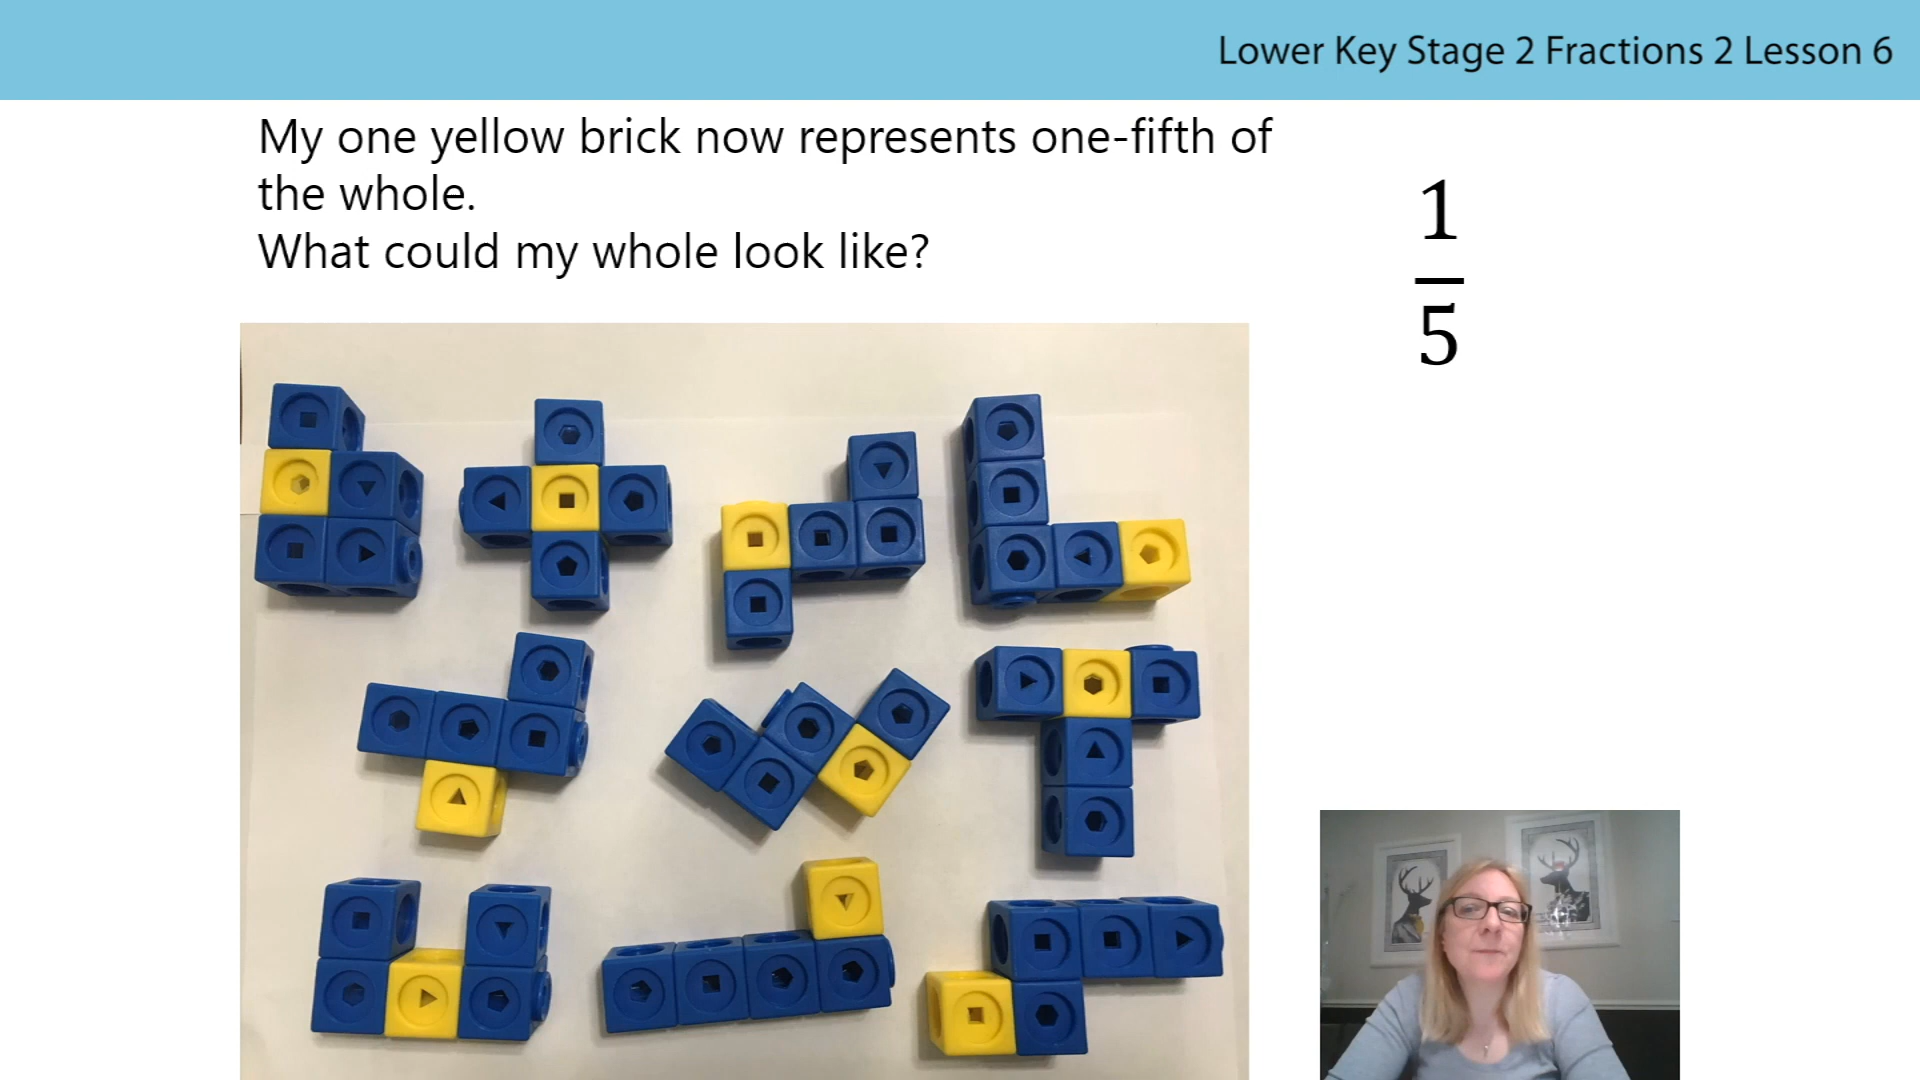 Lower Key Stage 2 Fractions 2 Lesson 6
My one yellow brick now represents one-fifth of
the whole.
What could my whole look like?
1
5